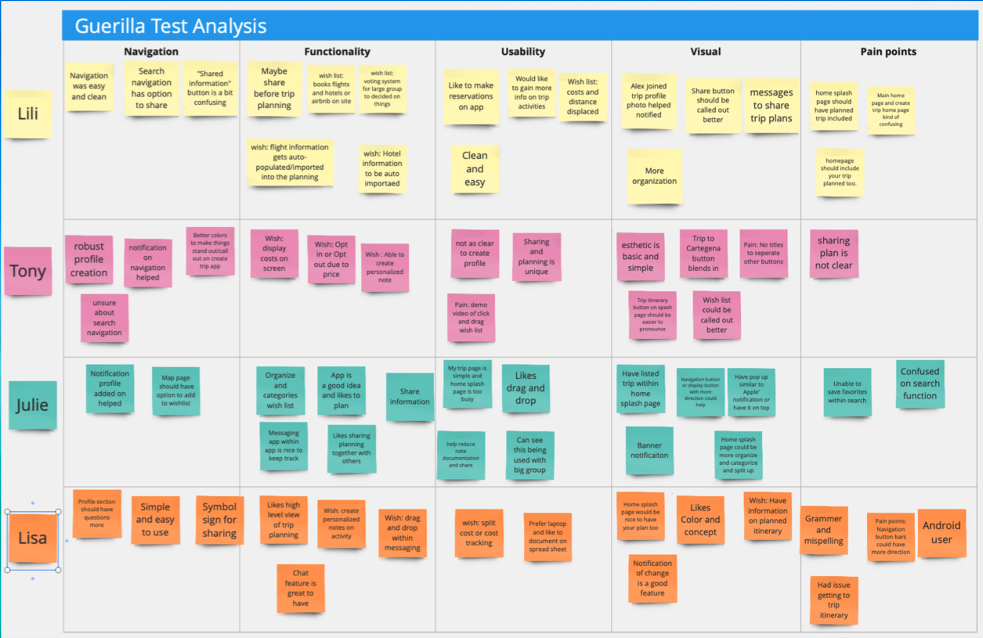 Guerilla Test Analysis
Navigation
Functionality
Usability
Visual
Pain points
Lili
Navigation
was easy
and clean
Search
navigation
has option
to share
"Shared
information"
button is a bit
confusing
Maybe
share
before trip
planning
wish list:
books flights
and hotels or
airbnb on site
wish list:
voting system
for large group
to decided on
things
wish: flight information
gets auto-
populated/imported
into the planning
wish: Hotel
information
to be auto
importaed
Like to make
reservations
on app
Would like
to gain more
info on trip
activities
Wish list:
costs and
distance
displaced
Clean
and
easy
Alex joined
trip profile
photo helped
notified
Share button
should be
called out
better
messages
to share
trip plans
More
organization
home splash
page should
have planned
trip included
Main home
page and create
trip home page
kind of
confusing
homepage
should include
your trip
planned too.
Tony
robust
profile
creation
notification
on
navigation
helped
Better colors
to make things
stand out/call
out on create
trip app
unsure
about
search
navigation
Wish:
display
costs on
screen
Wish: Opt
in or Opt
out due to
price
Wish : Able to
create
personalized
note
not as clear
to create
profile
Sharing
and
planning is
unique
Pain: demo
video of click
and drag
wish list
esthetic is
basic and
simple
Trip to
Cartegena
button
blends in
Pain: No titles
to seperate
other buttons
Trip itinerary
button on spash
page should be
easier to
pronounce
Wish list
could be
called out
better
sharing
plan is
not clear
Julie
Notification
profile
added on
helped
Map page
should have
option to add
to wishlist
Organize
and
categories
wish list
App is
a good idea
and likes to
plan
Share
information
Messaging
app within
app is nice to
keep track
Likes sharing
planning
together with
others
My trip page is
simple and
home splash
page is too
busy
Likes
drag and
drop
help reduce
note
documentation
and share
Can see
this being
used with
big group
Have listed
trip witihin
home
splash page
Navigation button
or display button
with more
direction could
help
Have pop up
similar to
Apple'
notification or
have it on top
Banner
notificaiton
Home splash
page could be
more organize
and categorize
and split up
Unable to
save favorites
within search
Confused
on search
function
Lisa
Profile section
should have
questions
more
Simple
and easy
to use
Symbol
sign for
sharing
Likes high
level view
of trip
planning
Wish: create
personalized
notes on
activity
Wish: drag
and drop
within
messaging
Chat
feature is
great to
have
wish: split
cost or cost
tracking
Prefer laptop
and like to
document on
spread sheet
Home splash
page would be
nice to have
your plan too
Likes
Color and
concept
Wish: Have
information
on planned
itinerary
Notification
of change
is a good
feature
Grammer
and
mispelling
Pain points:
Navigation
button bars
could have
more direction
Android
user
Had issue
getting to
trip
itinerary